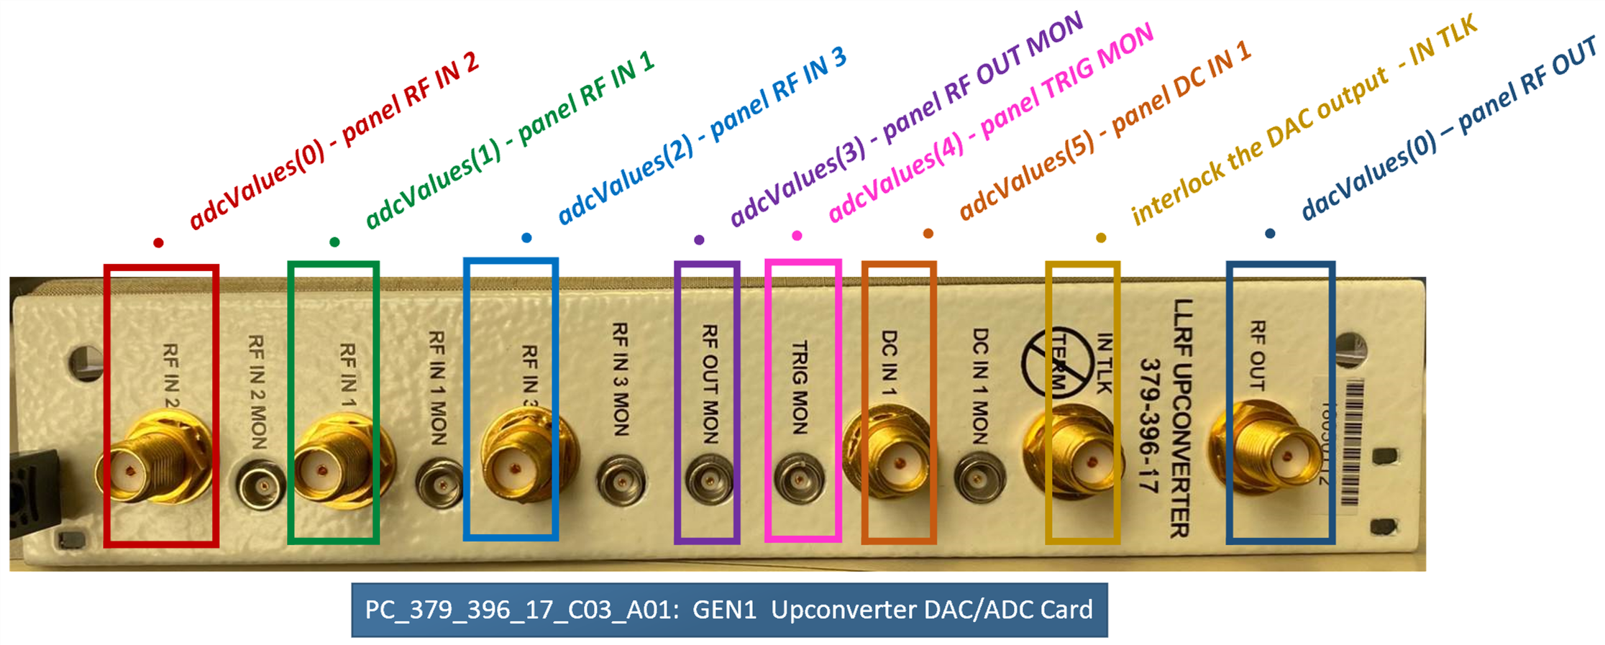 adcValues(0) - panel RF IN 2
adcValues(1) - panel RF IN 1
adcValues(2) - panel RF IN 3
adcValues(3) - panel RF OUT MON
adcValues(4) - panel TRIG MON
adcValues(5) - panel DC IN 1
interlock the DAC output - IN TLK
dacValues(0) – panel RF OUT
RF IN 2
RF IN 2 MON
RF IN 1
RF IN 1 MON
RF IN 3
RF IN 3 MON
RF OUT MON
TRIG MON
DC IN 1
DC IN 1 MON
TERM
IN TLK
LLRF UPCONVERTER
379-396-17
RF OUT
PC_379_396_17_C03_A01: GEN1 Upconverter DAC/ADC Card